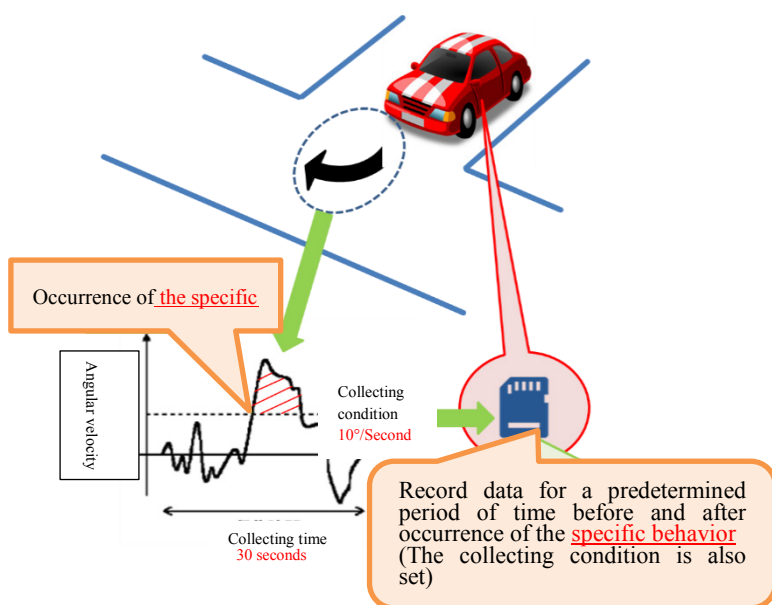 Occurrence of the specific
Angular velocity
Collecting
condition
10°/Second
Collecting time
30 seconds
Record data for a predetermined
period of time before and after
occurrence of the specific behavior
(The collecting condition is also
set)